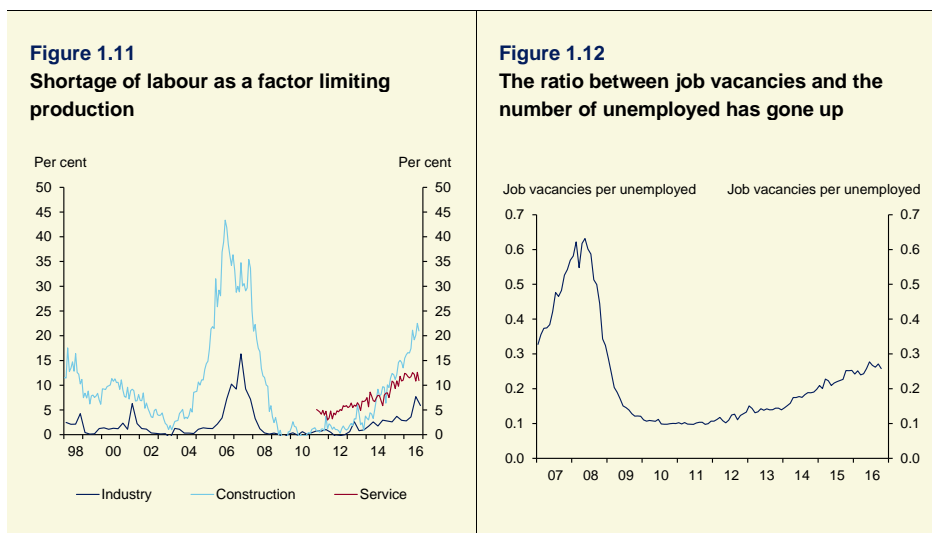 Figure 1.11
Shortage of labour as a factor limiting
production
Per cent
Per cent
50
45
40
35
30
25
20
15
10
5
0
50
45
40
35
30
25
20
15
10
5
0
98 00 02 04 06 08 10 12 14 16
Industry Construction Service
Figure 1.12
The ratio between job vacancies and the
number of unemployed has gone up
Job vacancies per unemployed
Job vacancies per unemployed
0.7
0.6
0.5
0.4
0.3
0.2
0.1
0.0
0.7
0.6
0.5
0.4
0.3
0.2
0.1
0.0
07 08 09 10 11 12 13 14 15 16